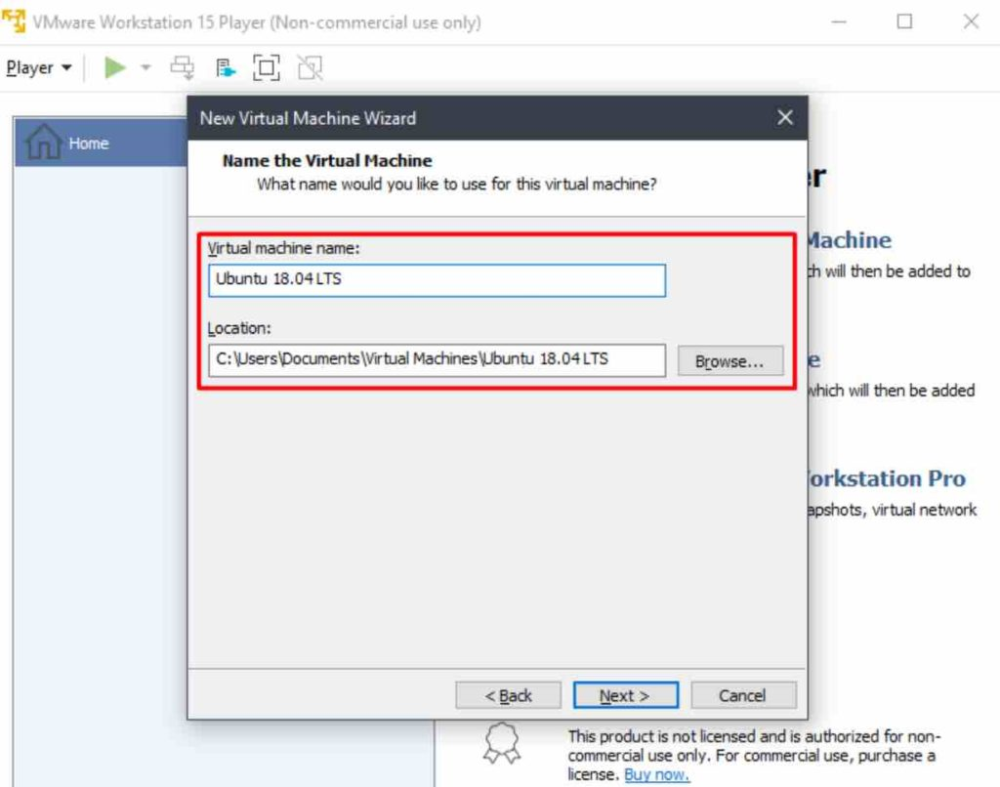 VMware Workstation 15 Player (Non-commercial use only)
Player
Home
New Virtual Machine Wizard
Name the Virtual Machine
What name would you like to use for this virtual machine?
Virtual machine name:
Ubuntu 18.04 LTS
Location:
C:\Users\Documents\Virtual Machines\Ubuntu 18.04 LTS
Browse...
Machine
will then be added to
which will then be added
Workstation Pro
virtual network
< Back
Next >
Cancel
This product is not licensed and is authorized for non-
commercial use only. For commercial use, purchase a
license. Buy now.